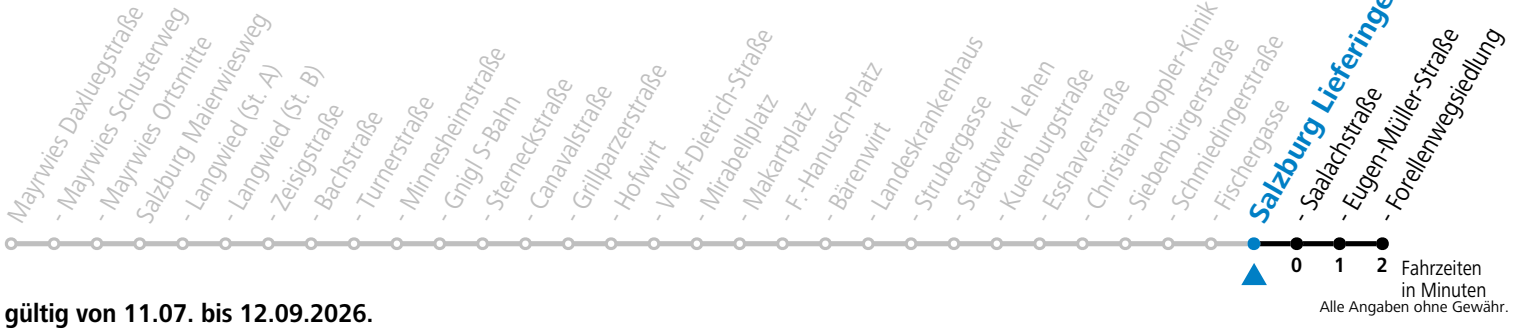 Mayrwies Daxluegstraße
- Mayrwies Schusterweg
- Mayrwies Ortsmitte
Salzburg Maierwiesweg
- Langwied (St. A)
- Langwied (St. B)
- Zeisigstraße
- Bachstraße
- Turnerstraße
- Minnesheimstraße
- Gnigl S-Bahn
- Sterneckstraße
- Canavalstraße
- Grillparzerstraße
- Hofwirt
- Wolf-Dietrich-Straße
- Mirabellplatz
- Makartplatz
- F.-Hanusch-Platz
- Bärenwirt
- Landeskrankenhaus
- Strubergasse
- Stadtwerk Lehen
- Kuenburgstraße
- Esshaverstraße
- Christian-Doppler-Klinik
- Siebenbürgerstraße
- Schmiedingerstraße
- Fischergasse
Salzburg Lieferinge
- Saalachstraße
- Eugen-Müller-Straße
- Forellenwegsiedlung
0 1 2 Fahrzeiten
in Minuten
Alle Angaben ohne Gewähr.
gültig von 11.07. bis 12.09.2026.